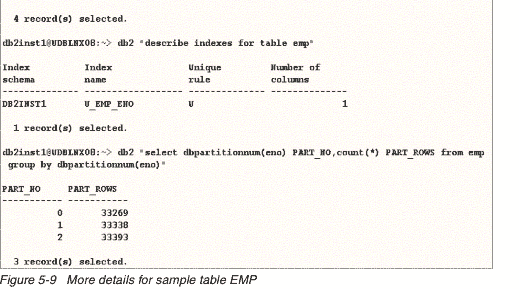 4 record(s) selected.
db2inst1@UDBLNX08:~> db2 "describe indexes for table emp"
Index Index Unique Number of
schema name rule columns
-------------- ------------------ -------------- --------------
DB2INST1 U_EMP_ENO U 1
1 record(s) selected.
db2inst1@UDBLNX08:~> db2 "select dbpartitionnum(eno) PART_NO,count(*) PART_ROWS from emp
group by dbpartitionnum(eno)"
PART_NO PART_ROWS
----------- -----------
0 33269
1 33338
2 33393
3 record(s) selected.
Figure 5-9 More details for sample table EMP